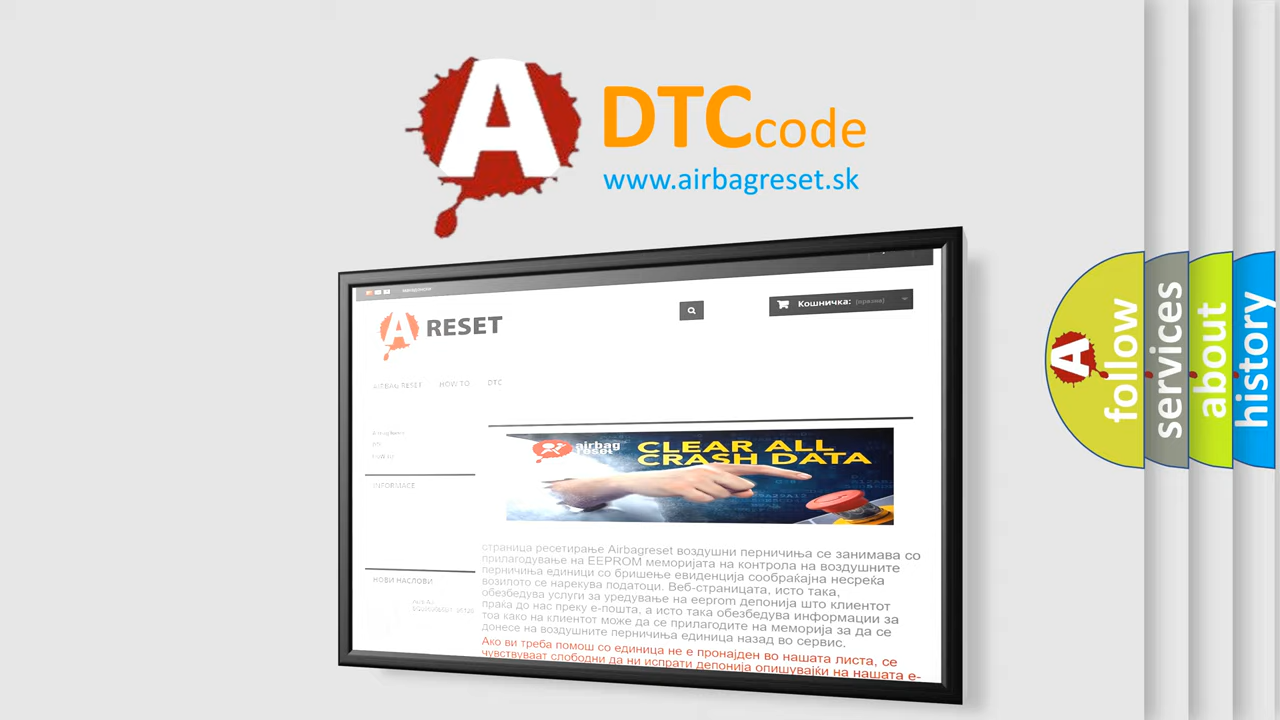 A DTCcode
www.airbagreset.sk
Кошничка: (празна)
A RESET
AIRBAG RESET HOW TO DTC
airbag reset
CLEAR ALL
CRASH DATA
INFORMACE
страница ресетирање Airbagreset воздушни перничиња се занимава со
прилагодување на EEPROM меморијата на контрола на воздушните
перничиња единици со бришење евиденција сообраќајна несреќа
возилото се нарекува податоци. Веб-страницата, исто така,
обезбедува услуги за уредување на eeprom депонија што клиентот
праќа до нас преку е-пошта, а исто така обезбедува информации за
тоа како на клиентот може да се прилагодите на меморија за да се
донесе на воздушните перничиња единица назад во сервис.
Ако ви треба помош со единица не е пронајден во нашата листа, се
чувствуваат слободни да ни испрати депонија опишувајќи на нашата е-
НОВИ НАСЛОВИ
A follow
services
about
history